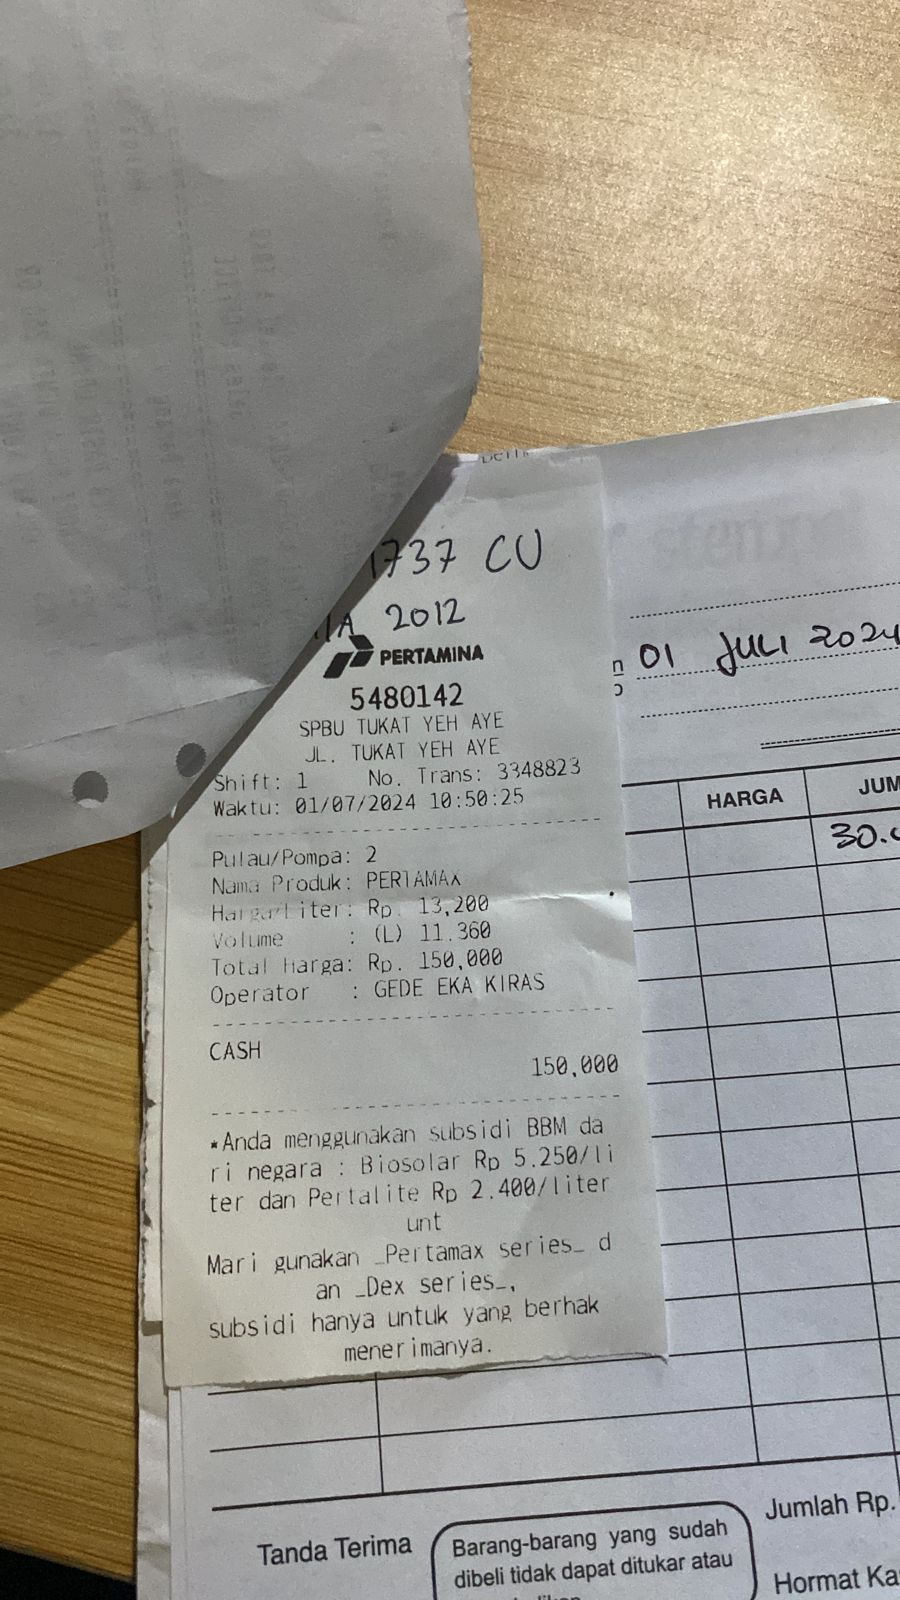 1737 CU
2012
PERTAMINA
5480142
SPBU TUKAT YEH AYE
JL. TUKAT YEH AYE
Shift: 1 No. Trans: 3348823
Waktu: 01/07/2024 10:50:25
Pulau/Pompa: 2
Nama Produk: PERTAMAX
Harga/Liter: Rp. 13,200
Volume : (L) 11.360
Total Harga: Rp. 150,000
Operator : GEDE EKA KIRAS
CASH
150,000
*Anda menggunakan subsidi BBM da
ri negara : Biosolar Rp 5.250/li
ter dan Pertalite Rp 2.400/liter
unt
Mari gunakan _Pertamax series_ d
an _Dex series_,
subsidi hanya untuk yang berhak
menerimanya.
01 JULI 2024
HARGA JUM
30.
Jumlah Rp.
Tanda Terima
Barang-barang yang sudah
dibeli tidak dapat ditukar atau
Hormat Ka